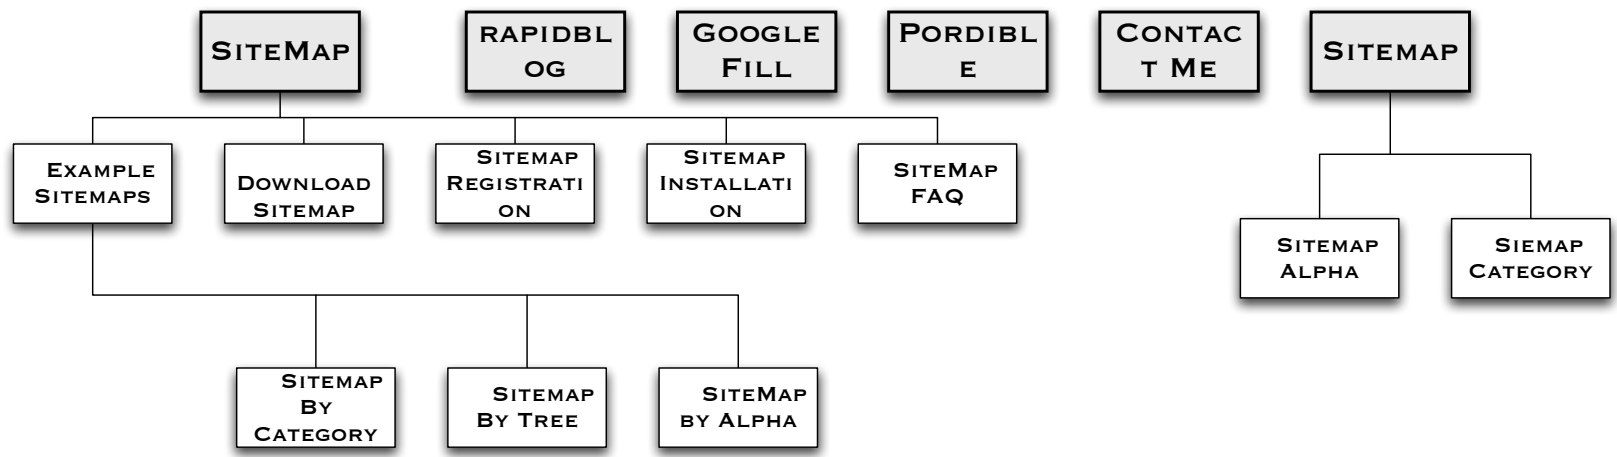 SiteMap
rapidbl
og
Google
Fill
Pordibl
e
Contac
t Me
Sitemap
Example
Sitemaps
Download
Sitemap
Sitemap
Registrati
on
Sitemap
Installati
on
SiteMap
FAQ
Sitemap
Alpha
Siemap
Category
Sitemap
By
Category
Sitemap
By Tree
SiteMap
by Alpha